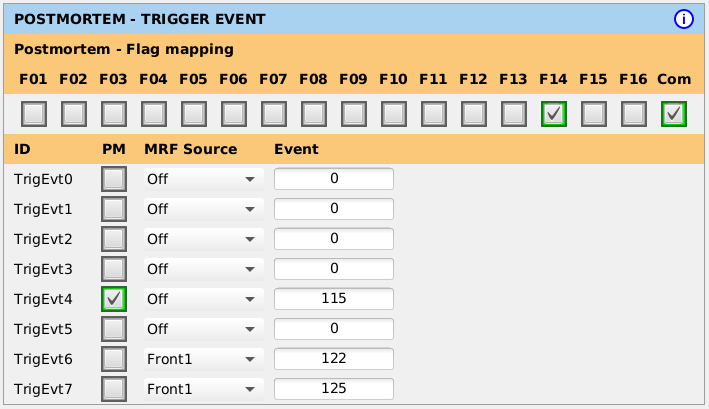 POSTMORTEM - TRIGGER EVENT i
Postmortem - Flag mapping
F01 F02 F03 F04 F05 F06 F07 F08 F09 F10 F11 F12 F13 F14 F15 F16 Com
ID PM MRF Source Event
TrigEvt0 Off 0
TrigEvt1 Off 0
TrigEvt2 Off 0
TrigEvt3 Off 0
TrigEvt4 Off 115
TrigEvt5 Off 0
TrigEvt6 Front1 122
TrigEvt7 Front1 125